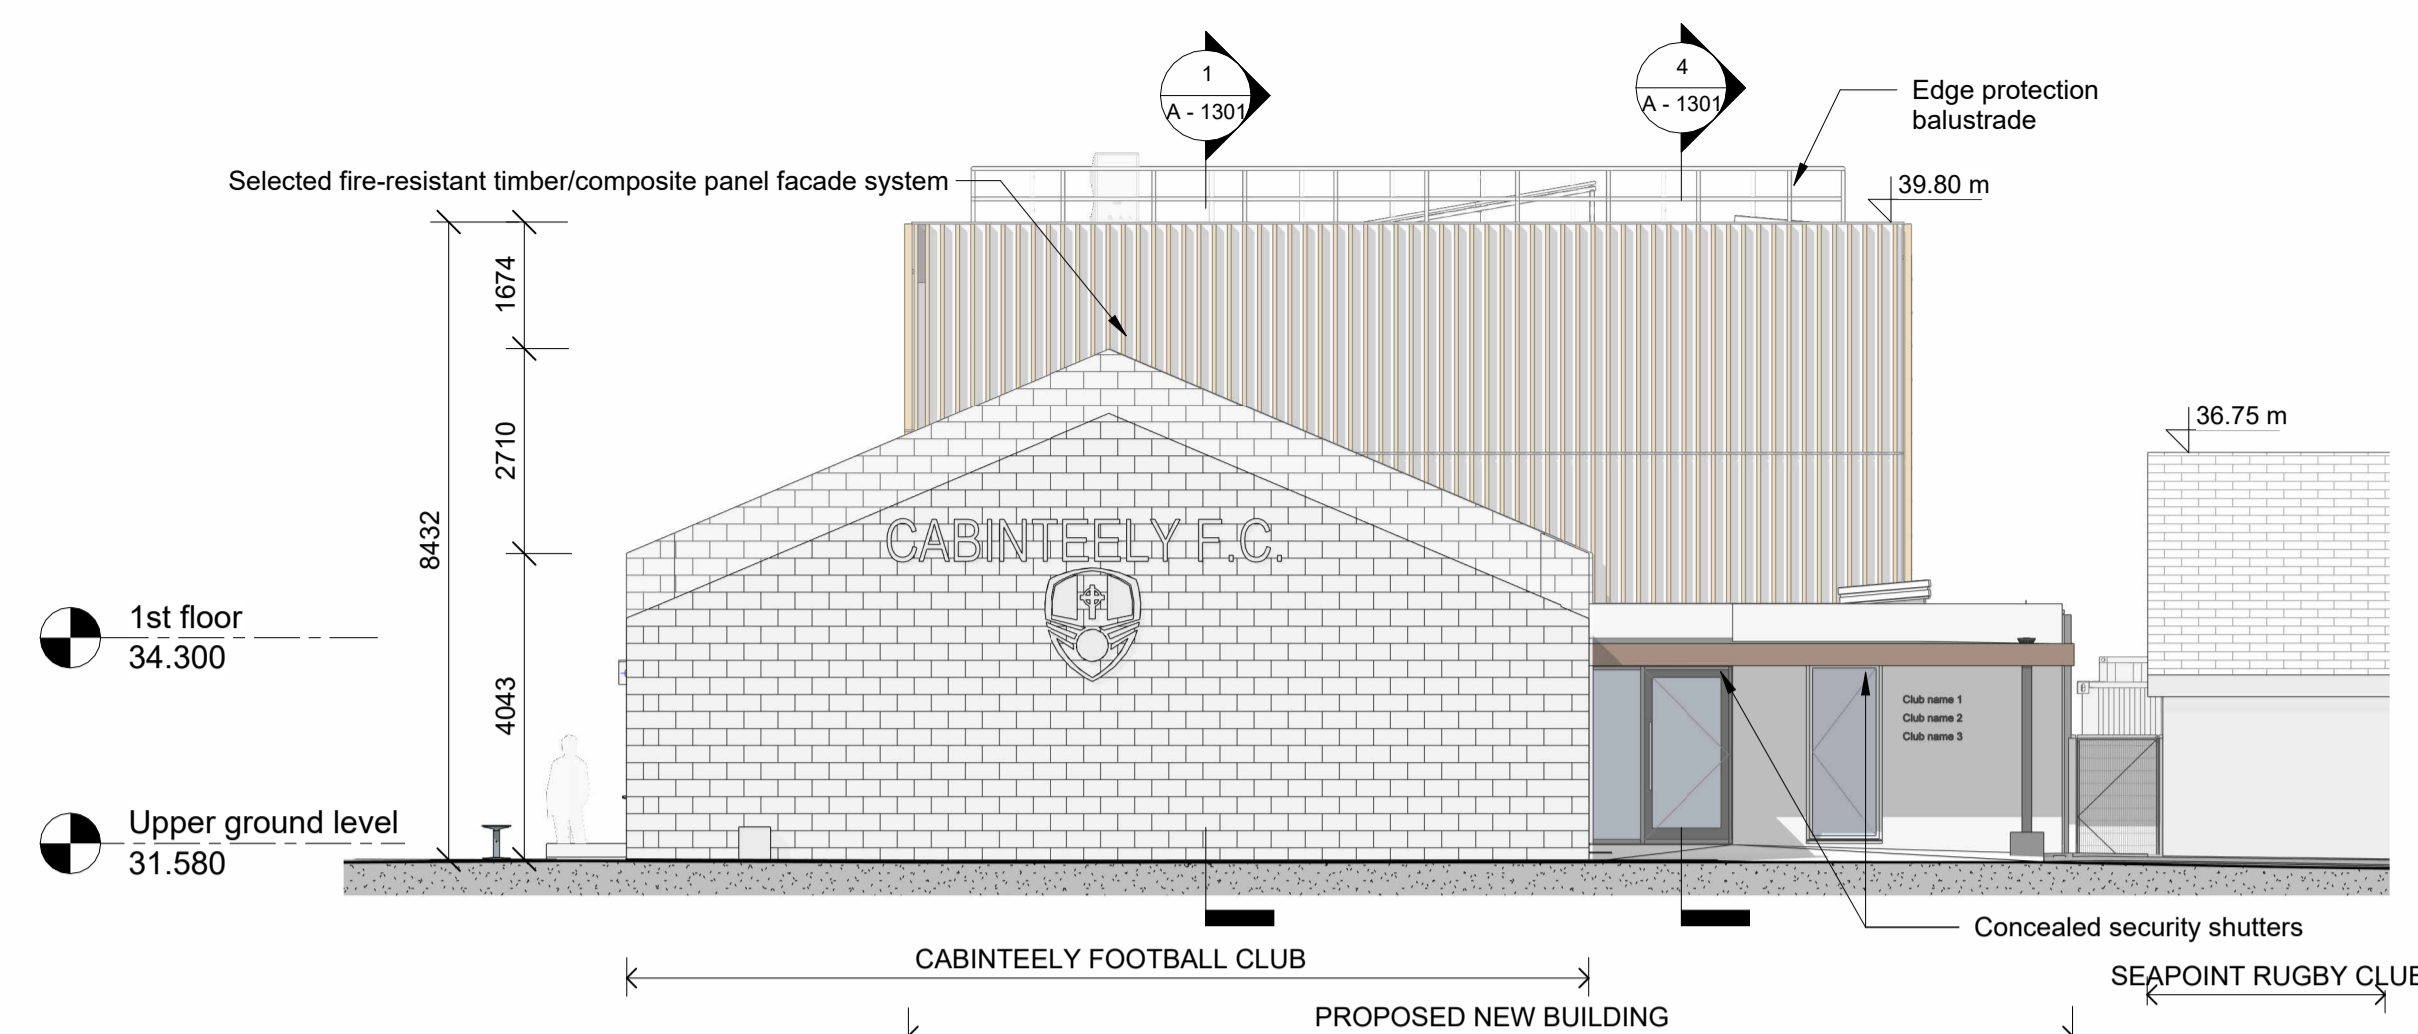 1
A - 1301
4
A - 1301
Edge protection
balustrade
Selected fire-resistant timber/composite panel facade system
39.80 m
1674
2710
8432
4043
36.75 m
CABINTEELY F.C.
1st floor
34.300
Club name 1
Club name 2
Club name 3
Upper ground level
31.580
Concealed security shutters
CABINTEELY FOOTBALL CLUB
SEAPOINT RUGBY CLUB
PROPOSED NEW BUILDING